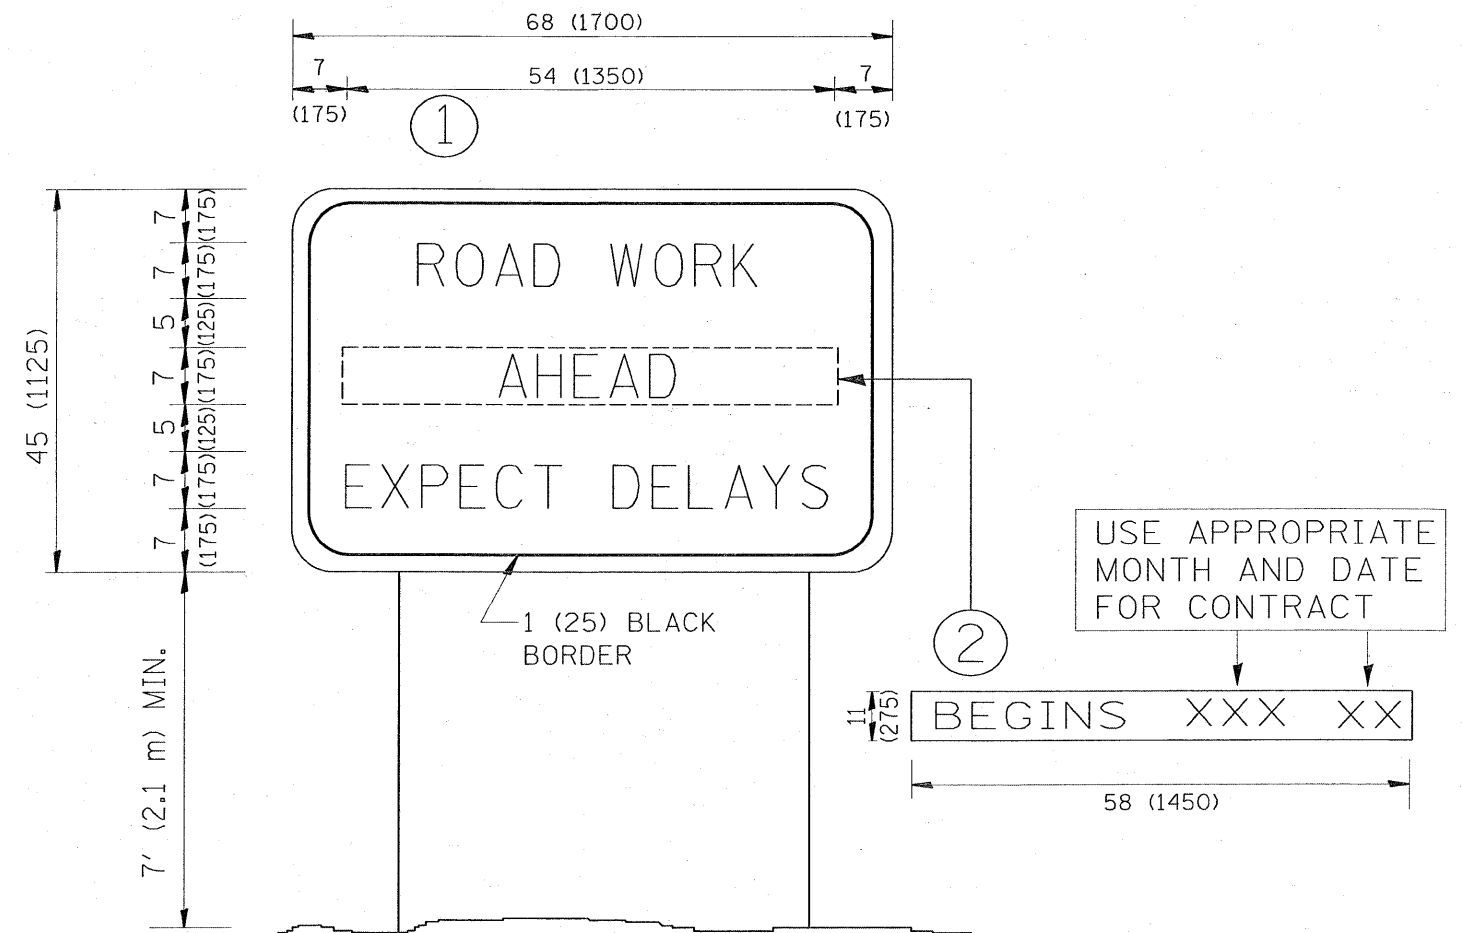 68 (1700)
7
54 (1350)
7
(175)
(175)
1
7
(175)
7
(175)
5
(125)
7
(175)
5
(125)
7
(175)
7
(175)
45 (1125)
ROAD WORK
AHEAD
EXPECT DELAYS
1 (25) BLACK
BORDER
7' (2.1 m) MIN.
USE APPROPRIATE
MONTH AND DATE
FOR CONTRACT
2
11
(275)
BEGINS XXX XX
58 (1450)